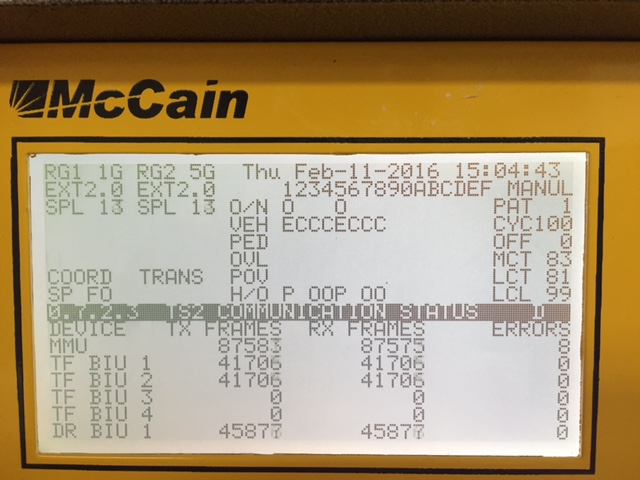 McCain
RG1 1G RG2 5G Thu Feb-11-2016 15:04:43
EXT2.0 EXT2.0 1234567890ABCDEF MANUL
SPL 13 SPL 13 O/N O O PAT 1
VEH ECCCECCC CYC100
PED OFF 0
OVL MCT 83
COORD TRANS POV LCT 81
SP FO H/O P OOP OO LCL 99
0.7.2.3 TS2 COMMUNICATION STATUS D
DEVICE TX FRAMES RX FRAMES ERRORS
MMU 87583 87575 8
TF BIU 1 41706 41706 0
TF BIU 2 41706 41706 0
TF BIU 3 0 0 0
TF BIU 4 0 0 0
DR BIU 1 0